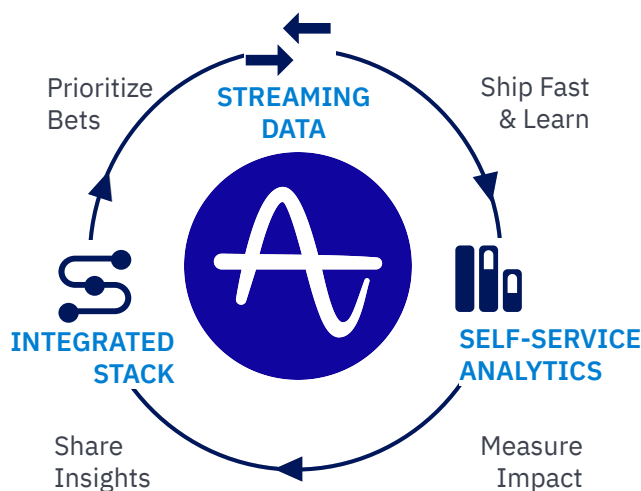 Prioritize
Bets
STREAMING
DATA
Ship Fast
& Learn
INTEGRATED
STACK
SELF-SERVICE
ANALYTICS
Share
Insights
Measure
Impact